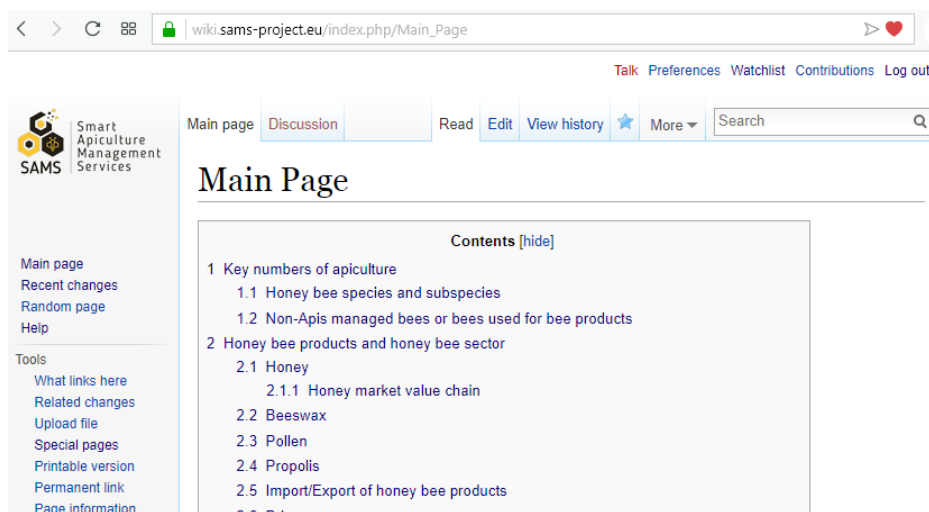 wiki.sams-project.eu/index.php/Main_Page
Talk Preferences Watchlist Contributions Log out
SAMS
Smart
Apiculture
Management
Services
Main page Discussion Read Edit View history More Search
Main Page
Contents [hide]
1 Key numbers of apiculture
1.1 Honey bee species and subspecies
1.2 Non-Apis managed bees or bees used for bee products
2 Honey bee products and honey bee sector
2.1 Honey
2.1.1 Honey market value chain
2.2 Beeswax
2.3 Pollen
2.4 Propolis
2.5 Import/Export of honey bee products
Main page
Recent changes
Random page
Help
Tools
What links here
Related changes
Upload file
Special pages
Printable version
Permanent link
Page information